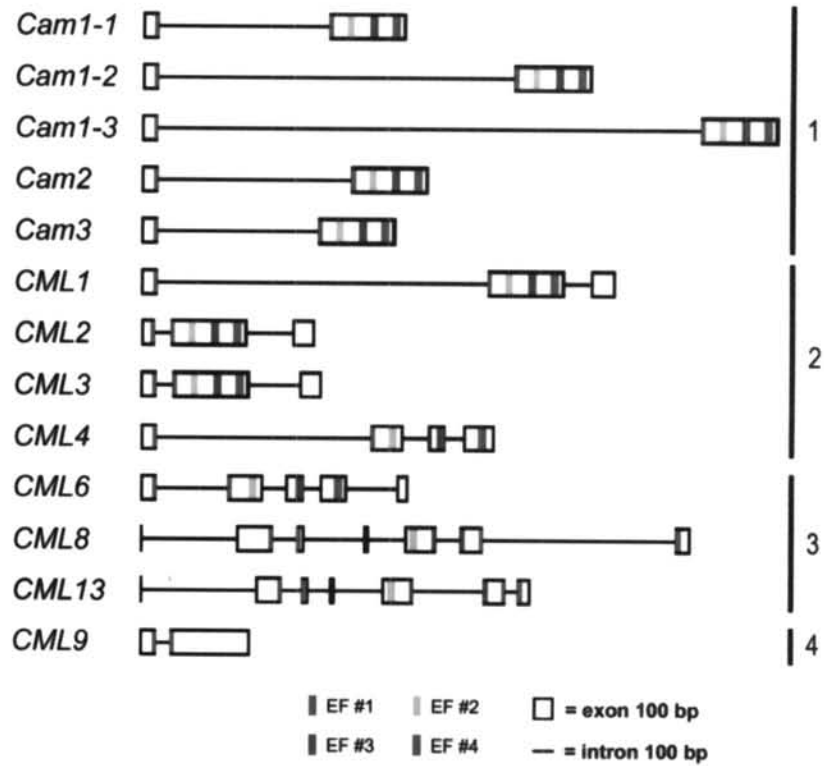 Cam1-1
Cam1-2
Cam1-3
Cam2
Cam3
1
CML1
CML2
CML3
CML4
2
CML6
CML8
CML13
3
CML9
4
EF #1 EF #2 = exon 100 bp
EF #3 EF #4 = intron 100 bp